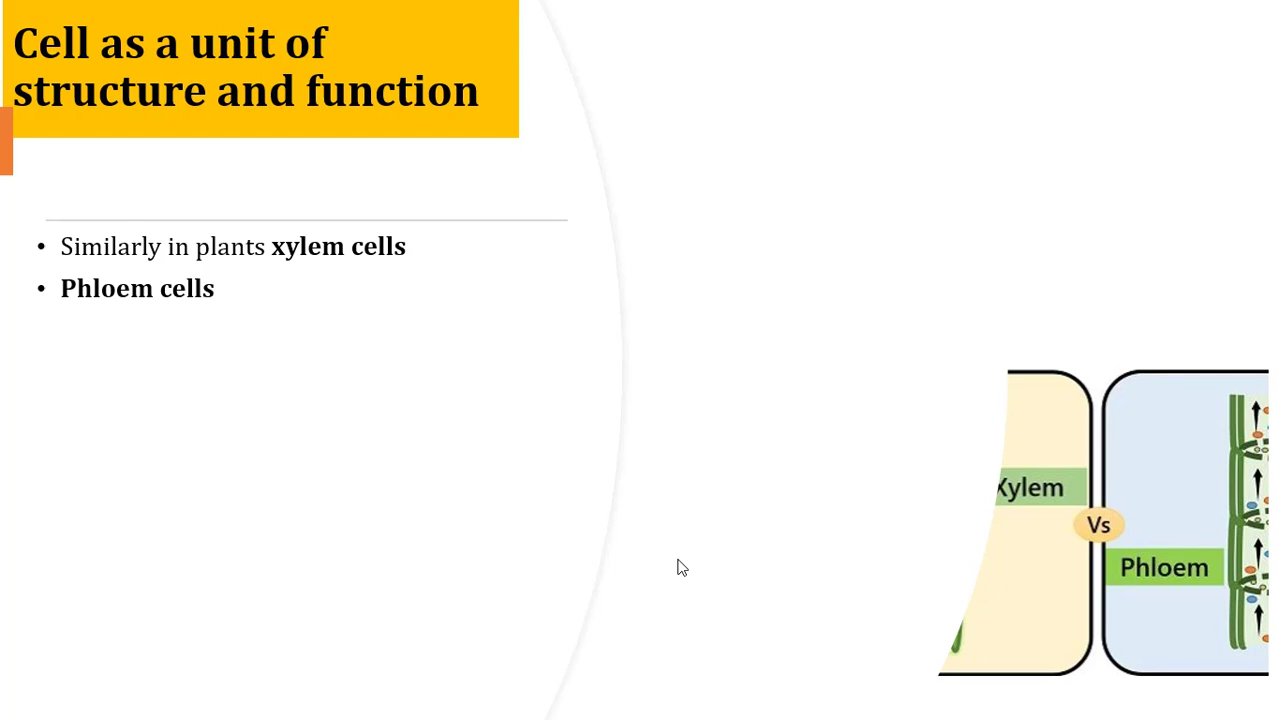 Cell as a unit of
structure and function
• Similarly in plants xylem cells
• Phloem cells
Xylem
Vs
Phloem